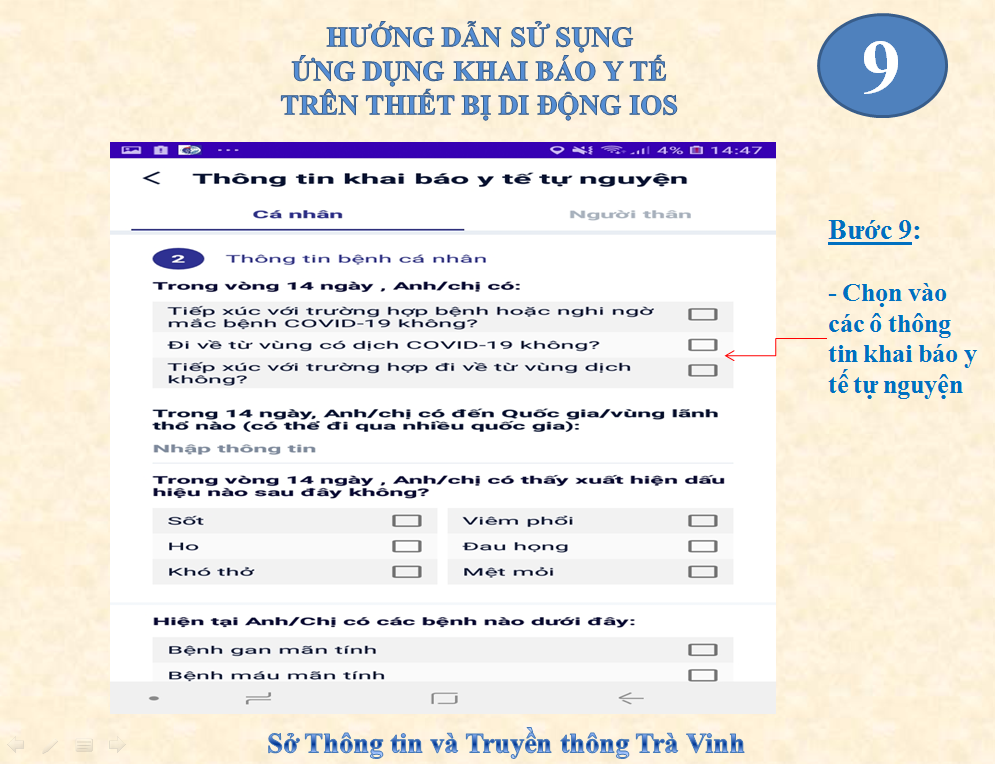 HƯỚNG DẪN SỬ SỤNG
ỨNG DỤNG KHAI BÁO Y TẾ
TRÊN THIẾT BỊ DI ĐỘNG IOS
9
4% 14:47
< Thông tin khai báo y tế tự nguyện
Cá nhân Người thân
2 Thông tin bệnh cá nhân
Trong vòng 14 ngày , Anh/chị có:
Tiếp xúc với trường hợp bệnh hoặc nghi ngờ
mắc bệnh COVID-19 không?
Đi về từ vùng có dịch COVID-19 không?
Tiếp xúc với trường hợp đi về từ vùng dịch
không?
Trong 14 ngày, Anh/chị có đến Quốc gia/vùng lãnh
thổ nào (có thể đi qua nhiều quốc gia):
Nhập thông tin
Trong vòng 14 ngày , Anh/chị có thấy xuất hiện dấu
hiệu nào sau đây không?
Sốt Viêm phổi
Ho Đau họng
Khó thở Mệt mỏi
Hiện tại Anh/Chị có các bệnh nào dưới đây:
Bệnh gan mãn tính
Bệnh máu mãn tính
Bước 9:
- Chọn vào
các ô thông
tin khai báo y
tế tự nguyện
Sở Thông tin và Truyền thông Trà Vinh